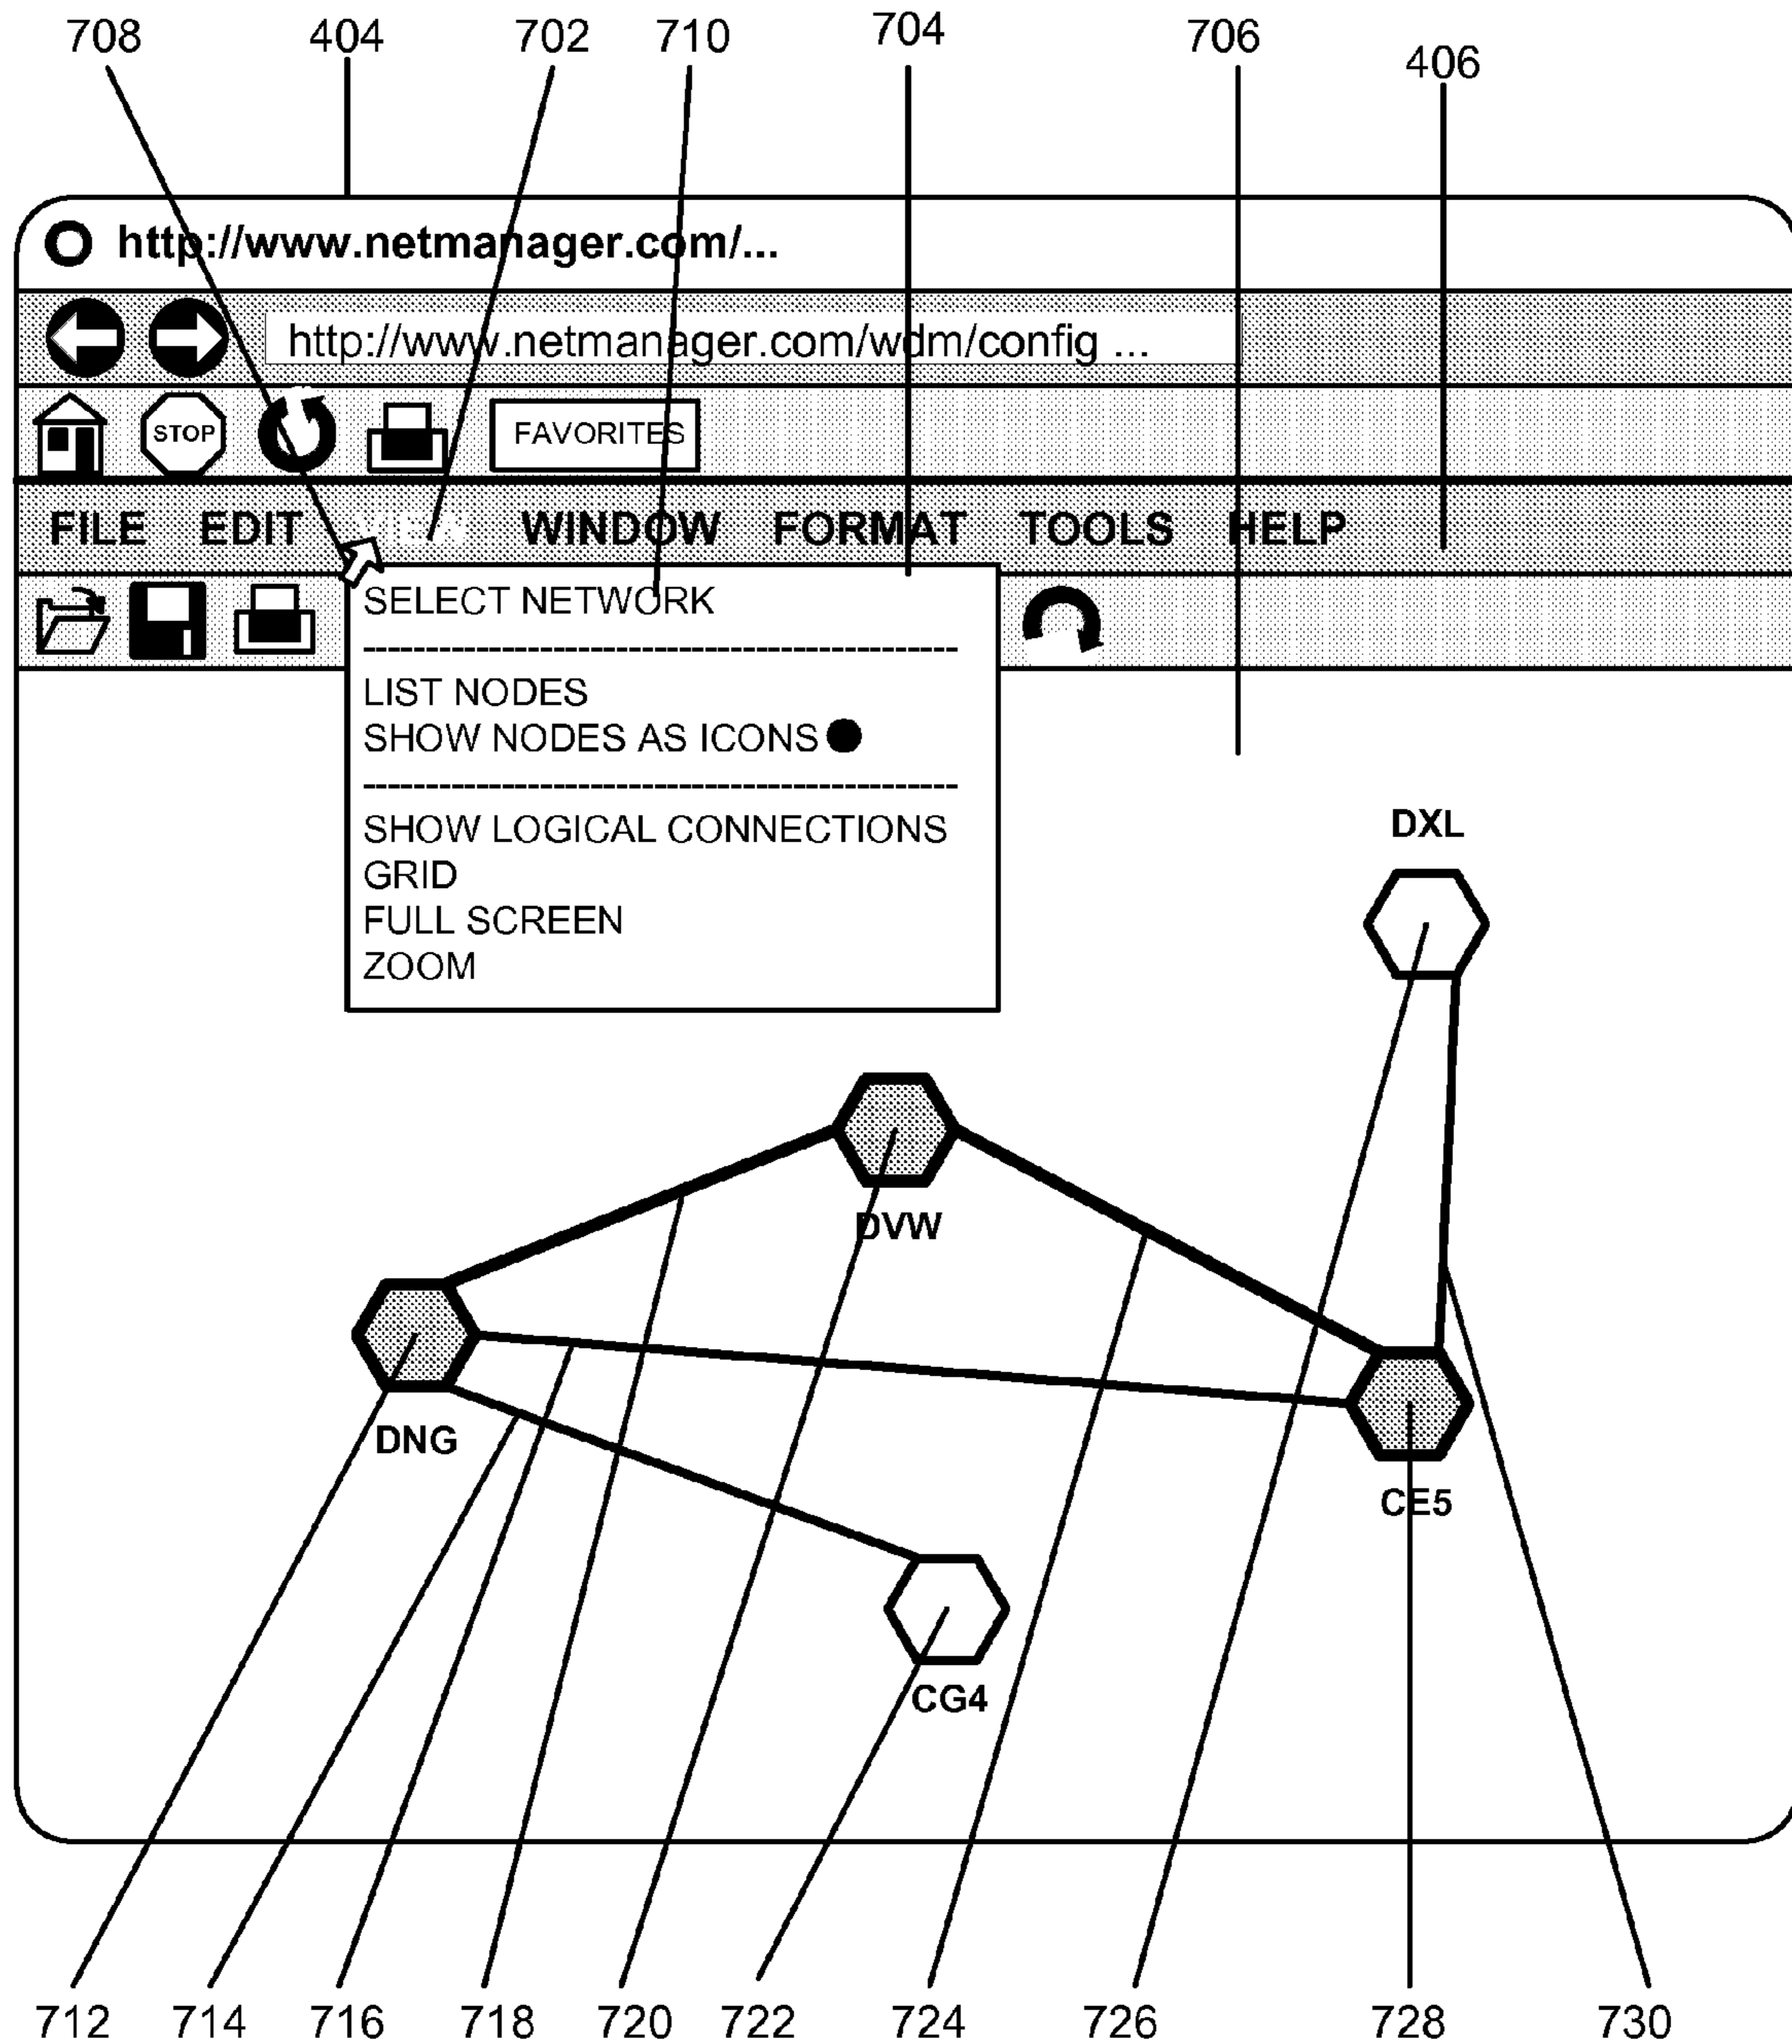 708 404 702 710 704 706 406
http://www.netmanager.com/...
http://www.netmanager.com/wdm/config ...
STOP FAVORITES
FILE EDIT VIEW WINDOW FORMAT TOOLS HELP
SELECT NETWORK
LIST NODES
SHOW NODES AS ICONS
SHOW LOGICAL CONNECTIONS
GRID
FULL SCREEN
ZOOM
DXL
DVW
DNG
CE5
CG4
712 714 716 718 720 722 724 726 728 730